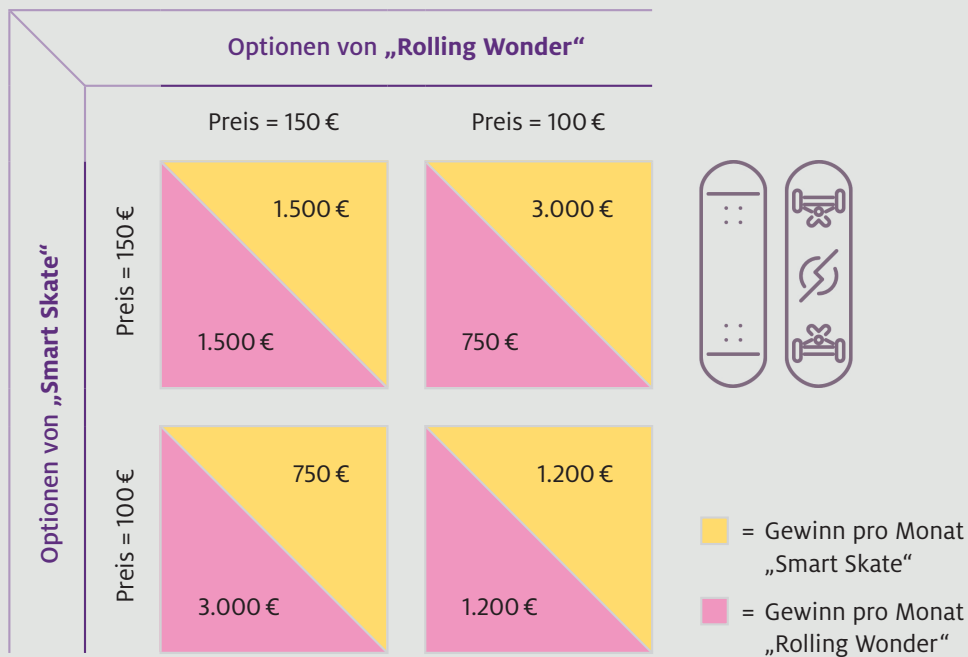 Optionen von „Rolling Wonder“
Preis = 150 €
Preis = 100 €
Optionen von „Smart Skate“
Preis = 150 €
1.500 €
1.500 €
3.000 €
750 €
Preis = 100 €
750 €
3.000 €
1.200 €
1.200 €
= Gewinn pro Monat
„Smart Skate“
= Gewinn pro Monat
„Rolling Wonder“